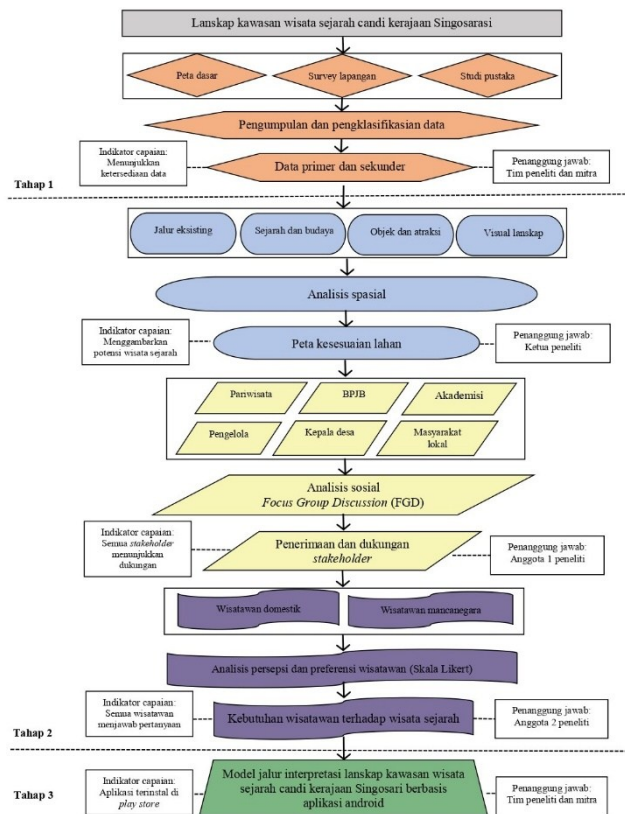 Lanskap kawasan wisata sejarah candi kerajaan Singosarasi
Peta dasar
Survey lapangan
Studi pustaka
Pengumpulan dan pengklasifikasian data
Indikator capaian:
Menunjukkan
ketersediaan data
Data primer dan sekunder
Penanggung jawab:
Tim peneliti dan mitra
Tahap 1
Jalur eksisting
Sejarah dan budaya
Objek dan atraksi
Visual lanskap
Analisis spasial
Indikator capaian:
Menggambarkan
potensi wisata sejarah
Peta kesesuaian lahan
Penanggung jawab:
Ketua peneliti
Pariwisata
BPJB
Akademisi
Pengelola
Kepala desa
Masyarakat
lokal
Analisis sosial
Focus Group Discussion (FGD)
Indikator capaian:
Semua stakeholder
menunjukkan
dukungan
Penerimaan dan dukungan
stakeholder
Penanggung jawab:
Anggota 1 peneliti
Wisatawan domestik
Wisatawan mancanegara
Analisis persepsi dan preferensi wisatawan (Skala Likert)
Indikator capaian:
Semua wisatawan
menjawab pertanyaan
Kebutuhan wisatawan terhadap wisata sejarah
Penanggung jawab:
Anggota 2 peneliti
Tahap 2
Tahap 3
Indikator capaian:
Aplikasi terinstal di
play store
Model jalur interpretasi lanskap kawasan wisata
sejarah candi kerajaan Singosari berbasis
aplikasi android
Penanggung jawab:
Tim peneliti dan mitra